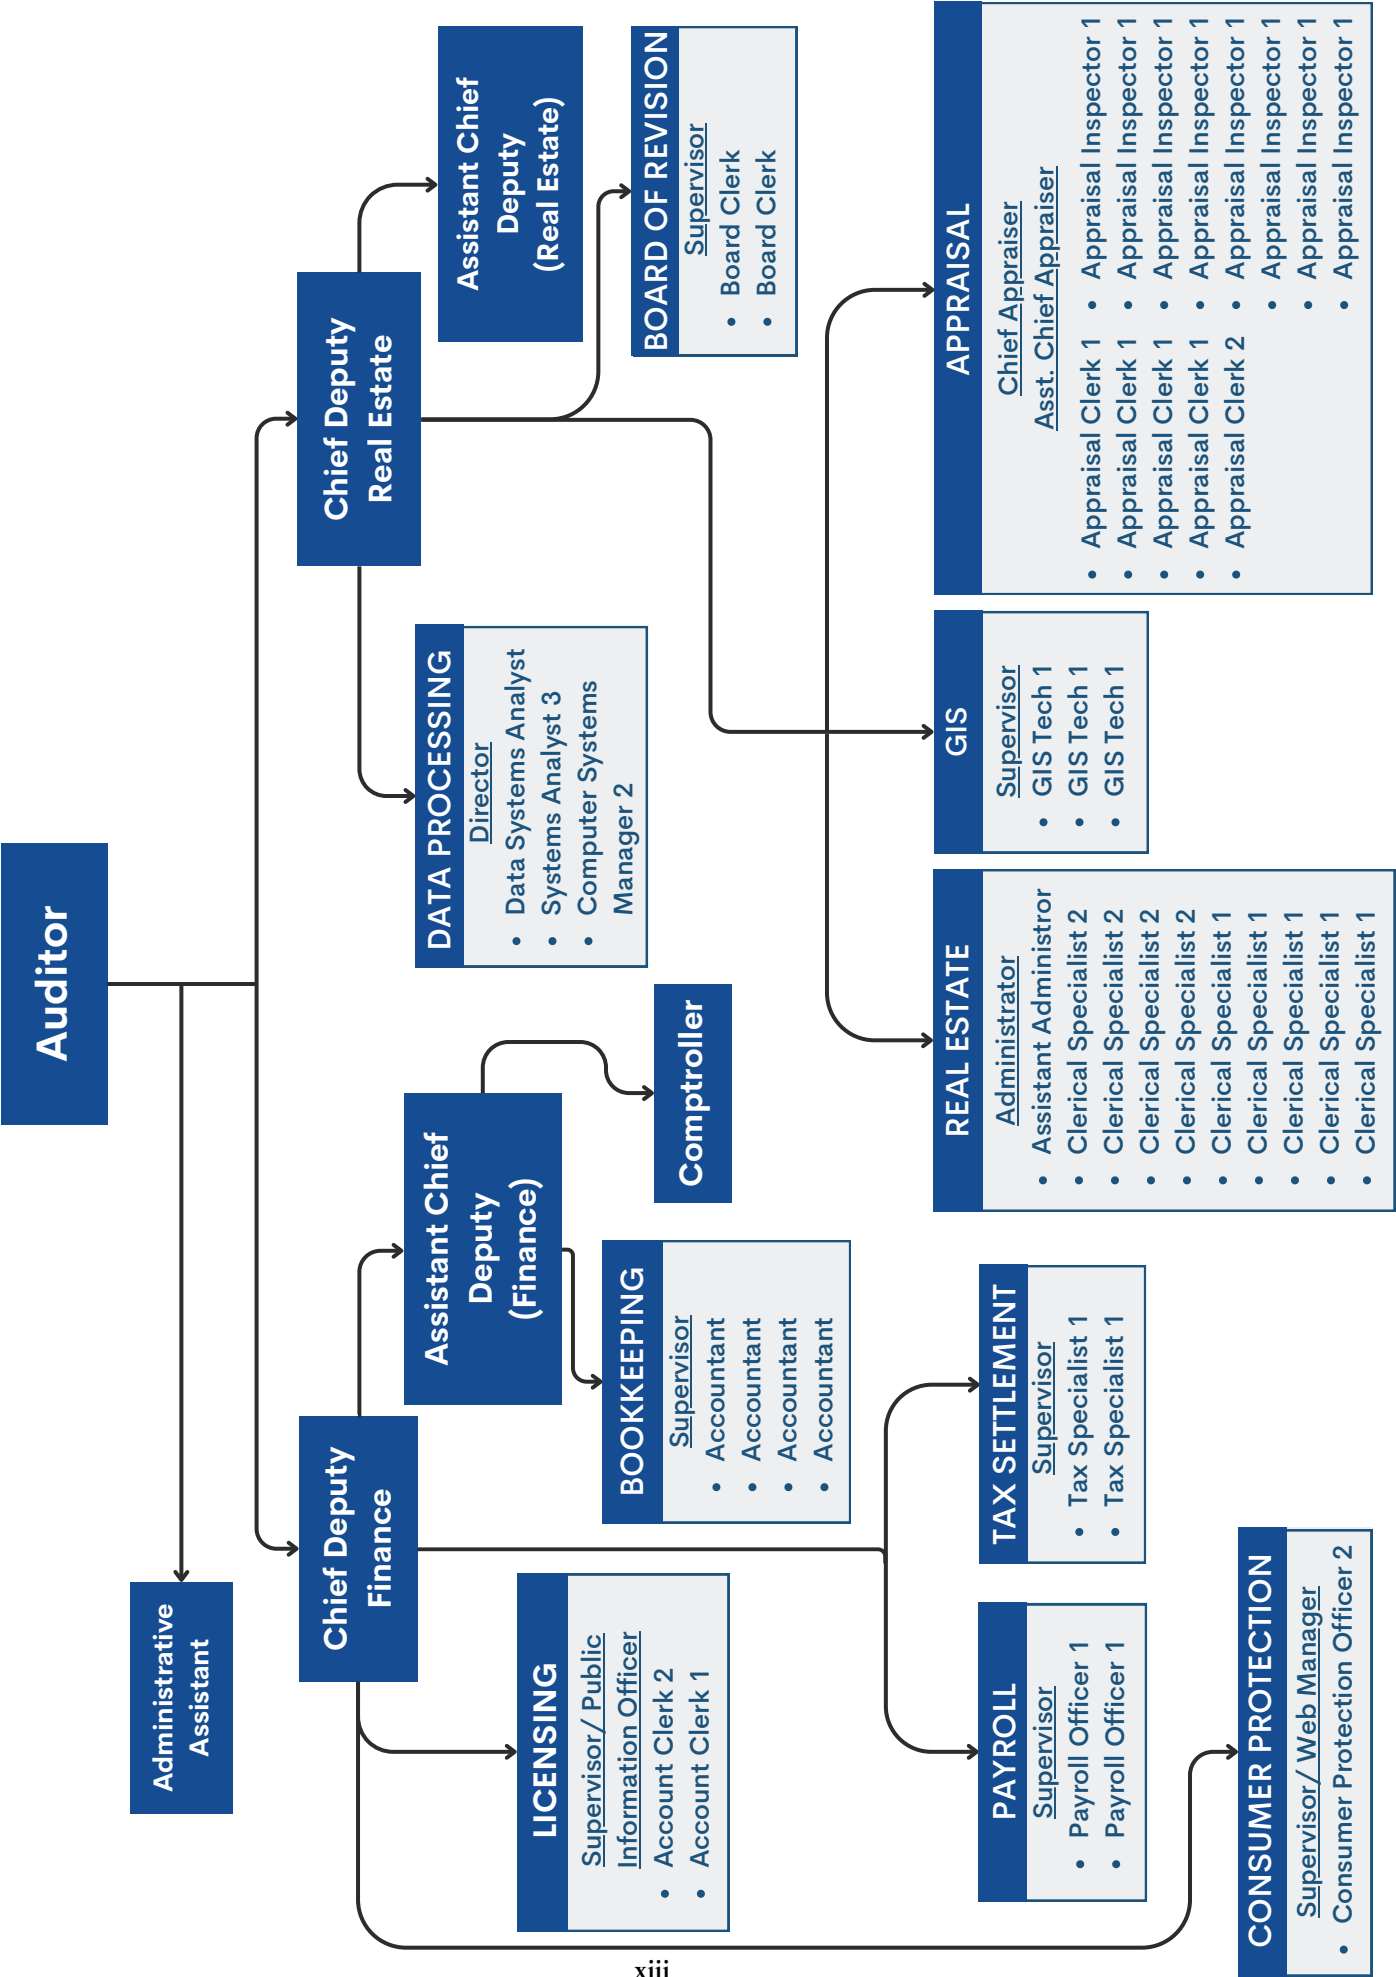 Auditor
Administrative
Assistant
Chief Deputy
Finance
Chief Deputy
Real Estate
Assistant Chief
Deputy
(Finance)
Comptroller
Assistant Chief
Deputy
(Real Estate)
LICENSING
Supervisor/ Public
Information Officer
• Account Clerk 2
• Account Clerk 1
BOOKKEEPING
Supervisor
• Accountant
• Accountant
• Accountant
• Accountant
DATA PROCESSING
Director
• Data Systems Analyst
• Systems Analyst 3
• Computer Systems
Manager 2
BOARD OF REVISION
Supervisor
• Board Clerk
• Board Clerk
PAYROLL
Supervisor
• Payroll Officer 1
• Payroll Officer 1
TAX SETTLEMENT
Supervisor
• Tax Specialist 1
• Tax Specialist 1
REAL ESTATE
Administrator
• Assistant Administror
• Clerical Specialist 2
• Clerical Specialist 2
• Clerical Specialist 2
• Clerical Specialist 2
• Clerical Specialist 1
• Clerical Specialist 1
• Clerical Specialist 1
• Clerical Specialist 1
• Clerical Specialist 1
GIS
Supervisor
• GIS Tech 1
• GIS Tech 1
• GIS Tech 1
APPRAISAL
Chief Appraiser
Asst. Chief Appraiser
• Appraisal Clerk 1
• Appraisal Clerk 1
• Appraisal Clerk 1
• Appraisal Clerk 1
• Appraisal Clerk 2
• Appraisal Inspector 1
• Appraisal Inspector 1
• Appraisal Inspector 1
• Appraisal Inspector 1
• Appraisal Inspector 1
• Appraisal Inspector 1
• Appraisal Inspector 1
• Appraisal Inspector 1
CONSUMER PROTECTION
Supervisor/ Web Manager
• Consumer Protection Officer 2
xiii